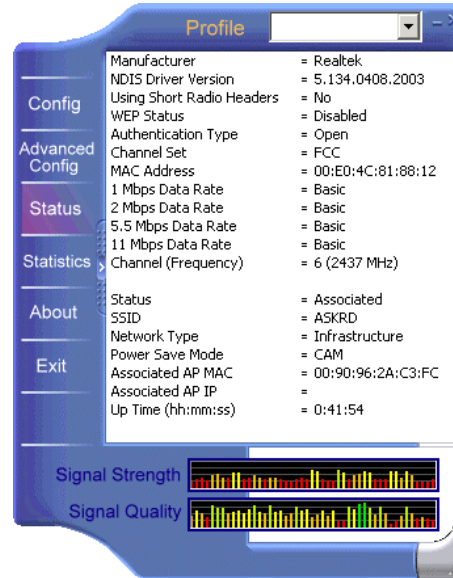 Profile
Config
Advanced
Config
Status
Statistics
About
Exit
Manufacturer = Realtek
NDIS Driver Version = 5.134.0408.2003
Using Short Radio Headers = No
WEP Status = Disabled
Authentication Type = Open
Channel Set = FCC
MAC Address = 00:E0:4C:81:88:12
1 Mbps Data Rate = Basic
2 Mbps Data Rate = Basic
5.5 Mbps Data Rate = Basic
11 Mbps Data Rate = Basic
Channel (Frequency) = 6 (2437 MHz)
Status = Associated
SSID = ASKRD
Network Type = Infrastructure
Power Save Mode = CAM
Associated AP MAC = 00:90:96:2A:C3:FC
Associated AP IP =
Up Time (hh:mm:ss) = 0:41:54
Signal Strength
Signal Quality